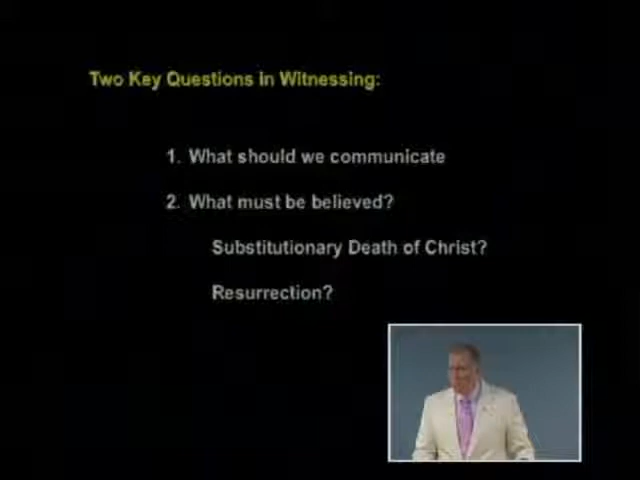 Two Key Questions in Witnessing:
1. What should we communicate
2. What must be believed?
Substitutionary Death of Christ?
Resurrection?